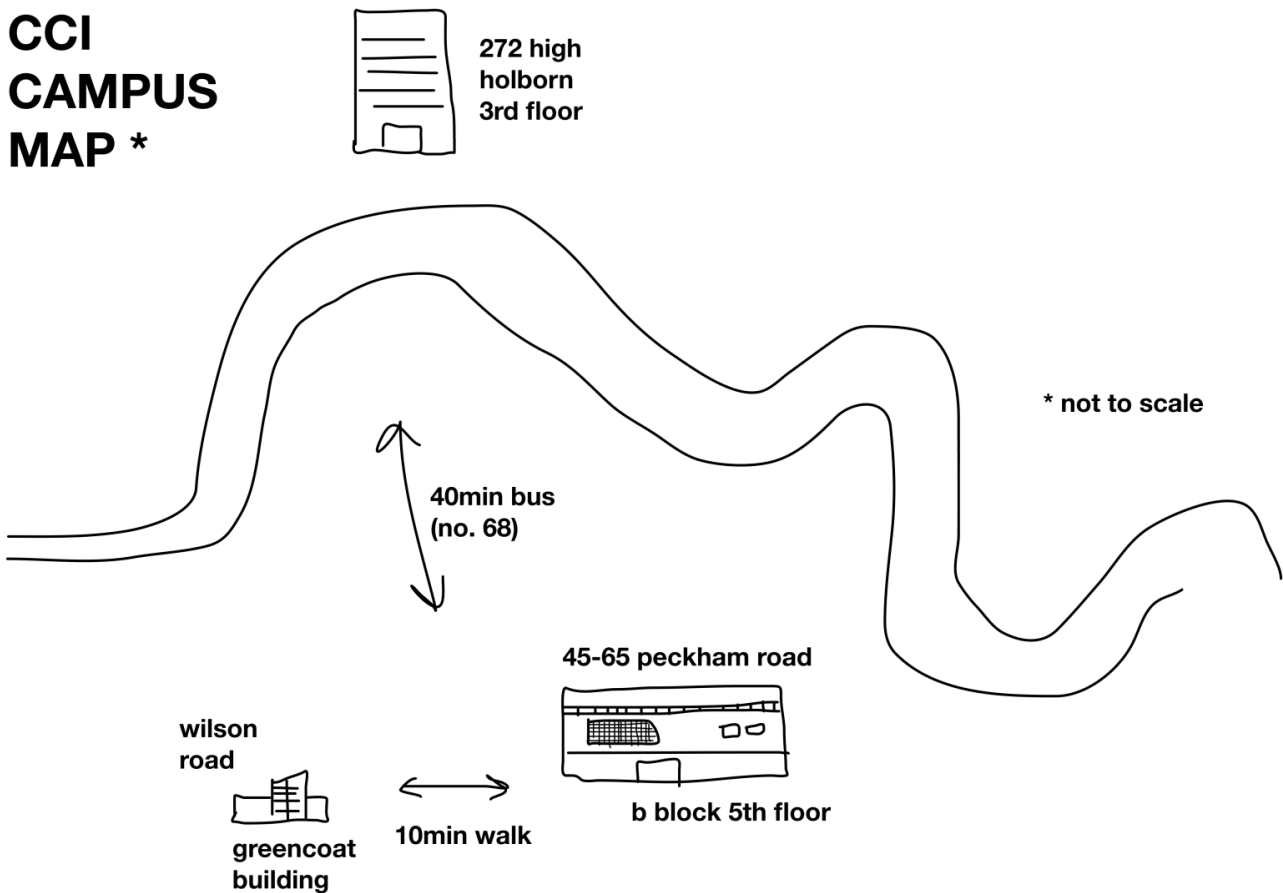 CCI
CAMPUS
MAP *
272 high
holborn
3rd floor
* not to scale
40min bus
(no. 68)
45-65 peckham road
wilson
road
b block 5th floor
10min walk
greencoat
building